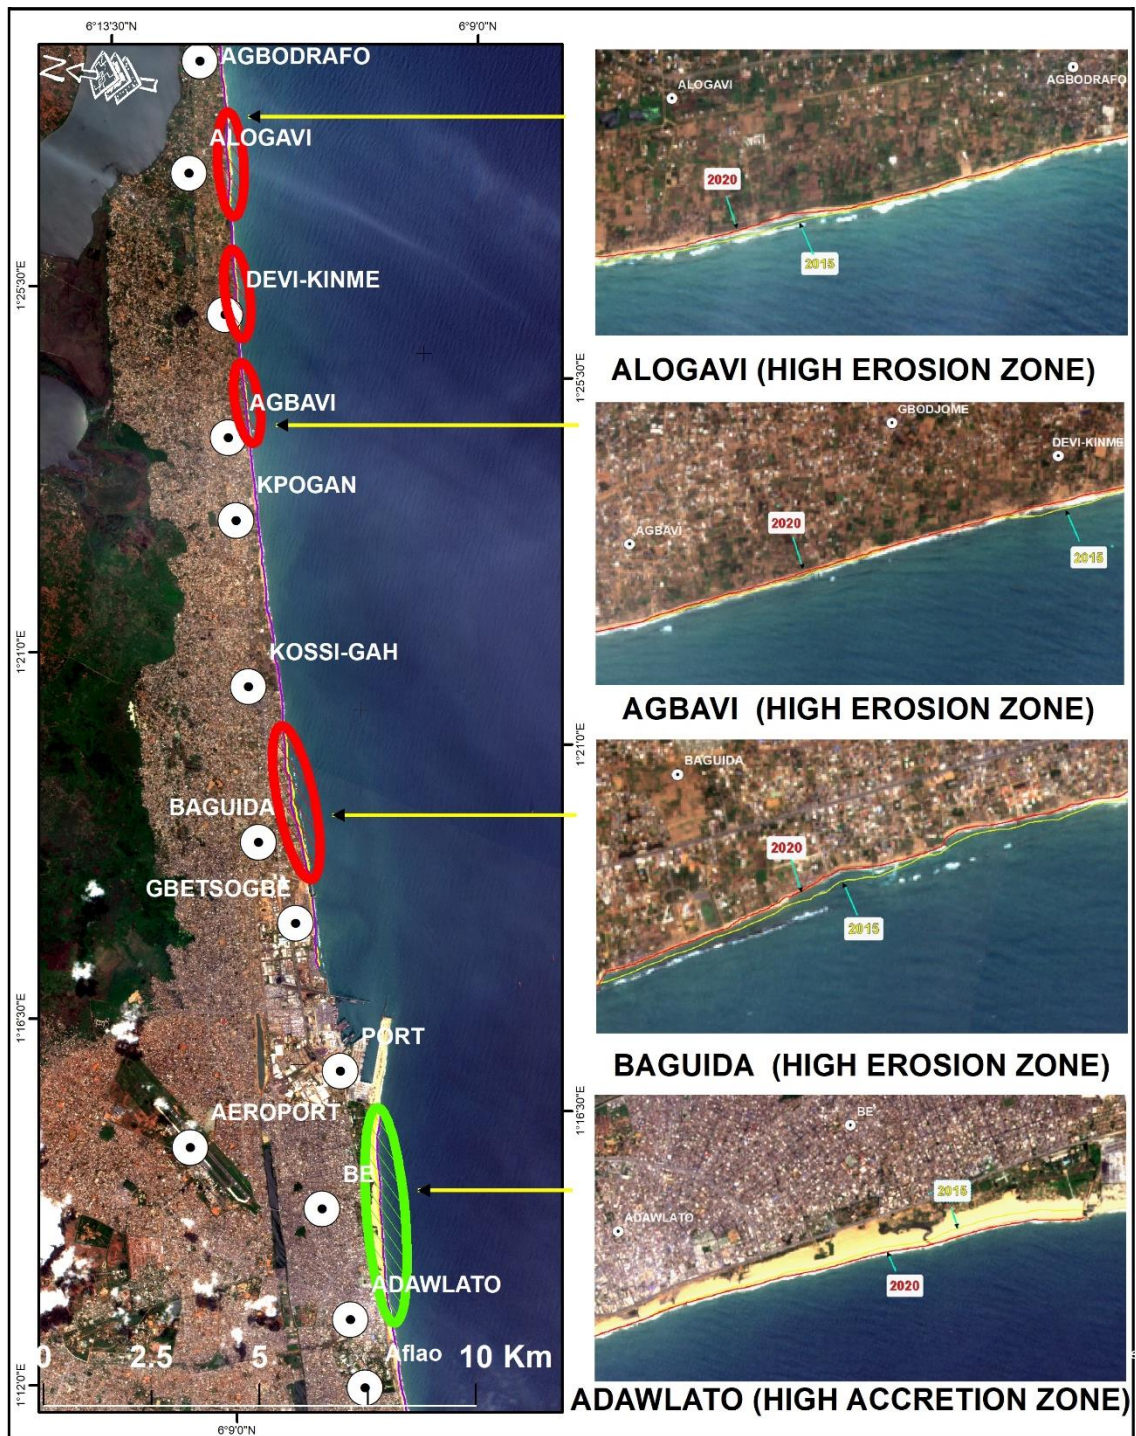 6°13'30"N
6°9'0"N
N
AGBODRAFO
ALOGAVI
DEVI-KINME
AGBAVI
KPOGAN
KOSSI-GAH
BAGUIDA
GBETSOGBE
PORT
AEROPORT
BE
ADAWLATO
Aflao
0 2.5 5 10 Km
1°25'30"E
1°21'0"E
1°16'30"E
1°12'0"E
6°9'0"N
1°25'30"E
1°21'0"E
1°16'30"E
ALOGAVI
AGBODRAFO
2020
2015
ALOGAVI (HIGH EROSION ZONE)
GBODJOME
DEVI-KINME
AGBAVI
2020
2015
AGBAVI (HIGH EROSION ZONE)
BAGUIDA
2020
2015
BAGUIDA (HIGH EROSION ZONE)
BE
ADAWLATO
2015
2020
ADAWLATO (HIGH ACCRETION ZONE)